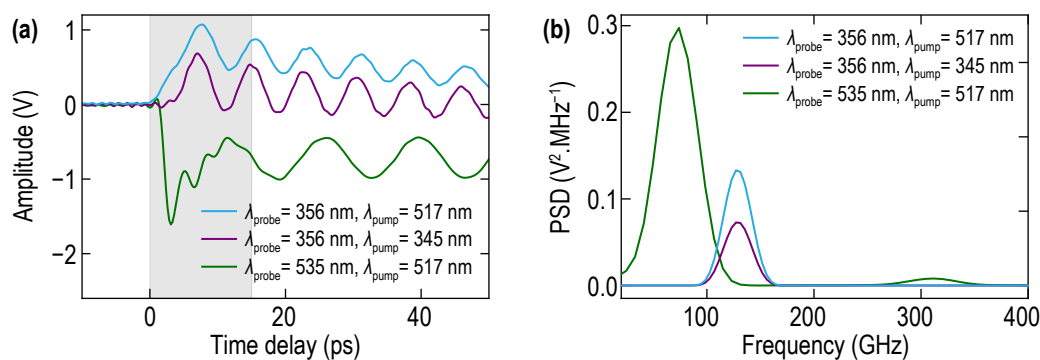 (a)
Amplitude (V)
1
0
−1
−2
λprobe= 356 nm, λpump= 517 nm
λprobe= 356 nm, λpump= 345 nm
λprobe= 535 nm, λpump= 517 nm
0 20 40
Time delay (ps)
(b)
PSD (V².MHz⁻¹)
0.3
0.2
0.1
0.0
λprobe= 356 nm, λpump= 517 nm
λprobe= 356 nm, λpump= 345 nm
λprobe= 535 nm, λpump= 517 nm
100 200 300 400
Frequency (GHz)